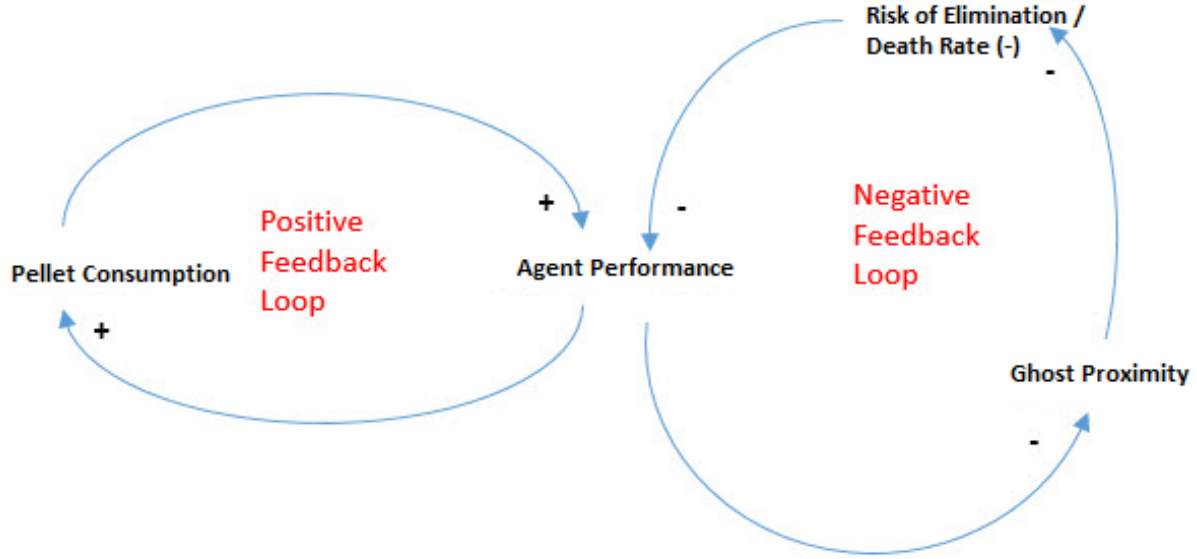 Risk of Elimination /
Death Rate (-)
-
+
-
Positive
Feedback
Loop
Negative
Feedback
Loop
Pellet Consumption
Agent Performance
+
Ghost Proximity
-